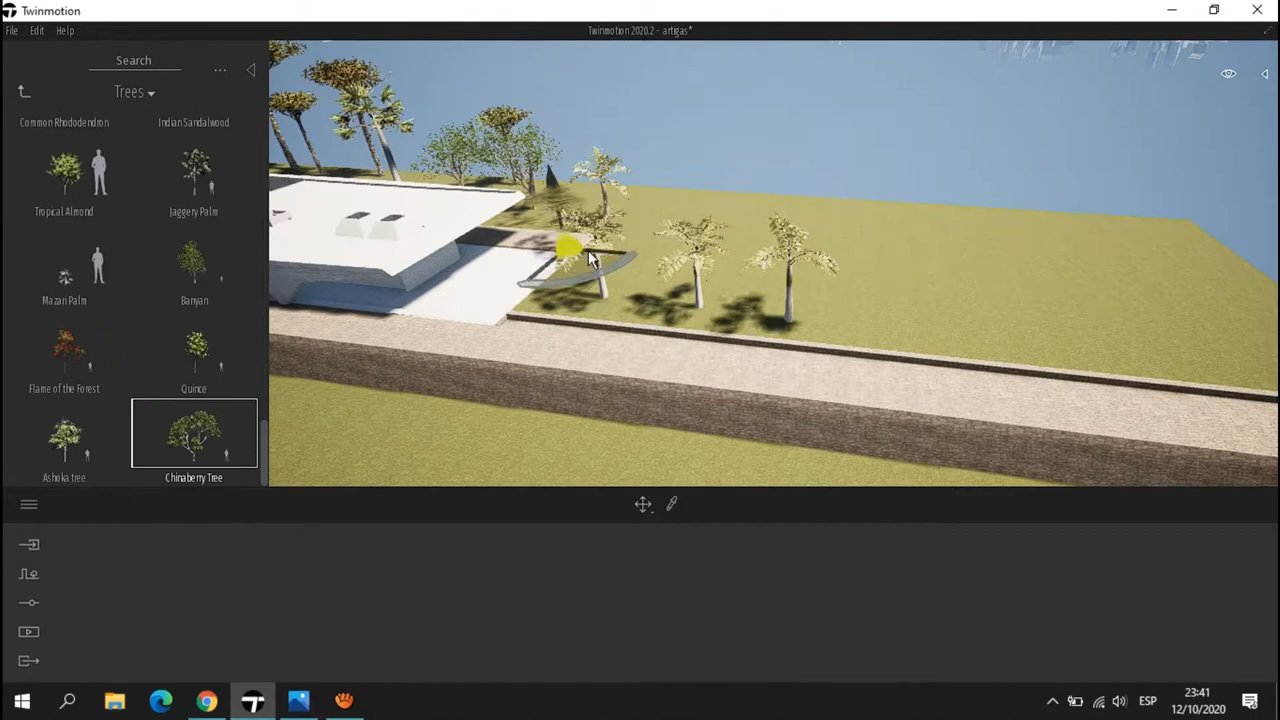 Twinmotion
File Edit Help
Twinmotion 2020.2 - artigas*
Search
...
Trees
Common Rhododendron
Indian Sandalwood
Tropical Almond
Jaggery Palm
Mazari Palm
Banyan
Flame of the Forest
Quince
Ashoka tree
Chinaberry Tree
ESP
23:41
12/10/2020